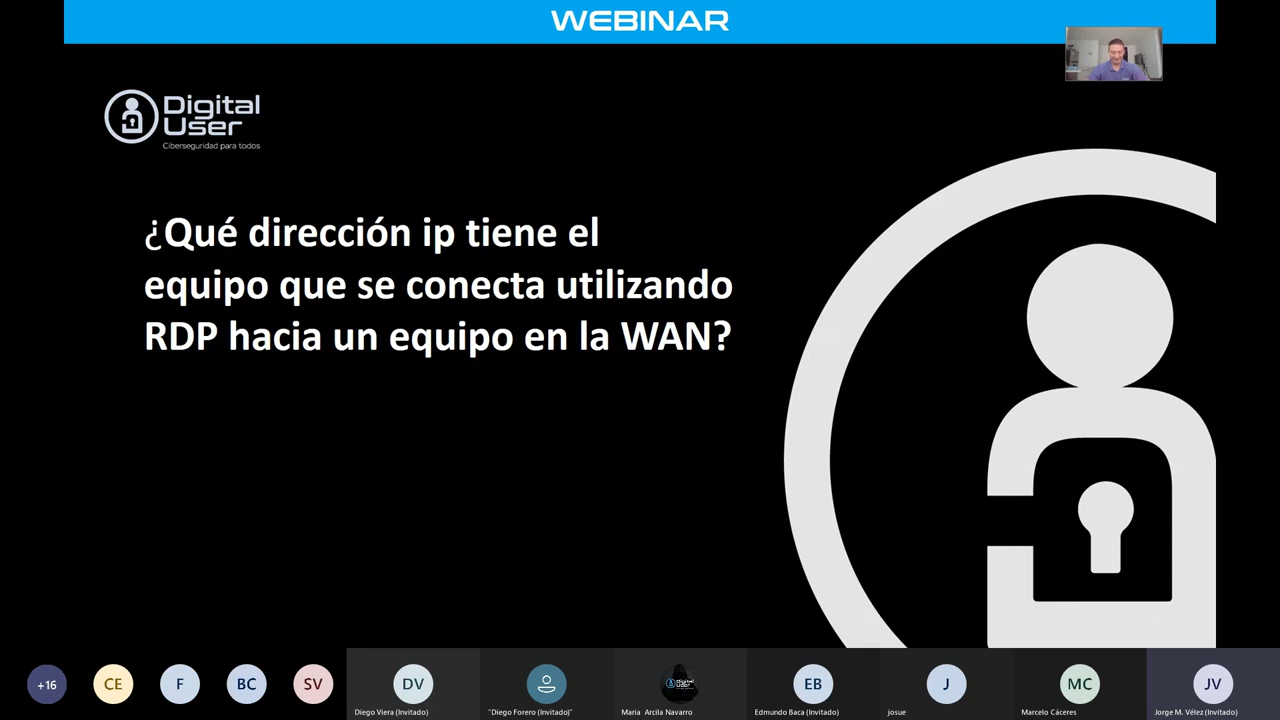 WEBINAR
Digital
User
Ciberseguridad para todos
¿Qué dirección ip tiene el
equipo que se conecta utilizando
RDP hacia un equipo en la WAN?
+16
CE
F
BC
SV
DV
Diego Viera (Invitado)
"Diego Forero (Invitado)"
Digital
User
Maria Arcila Navarro
EB
Edmundo Baca (Invitado)
J
josue
MC
Marcelo Cáceres
JV
Jorge M. Vélez (Invitado)